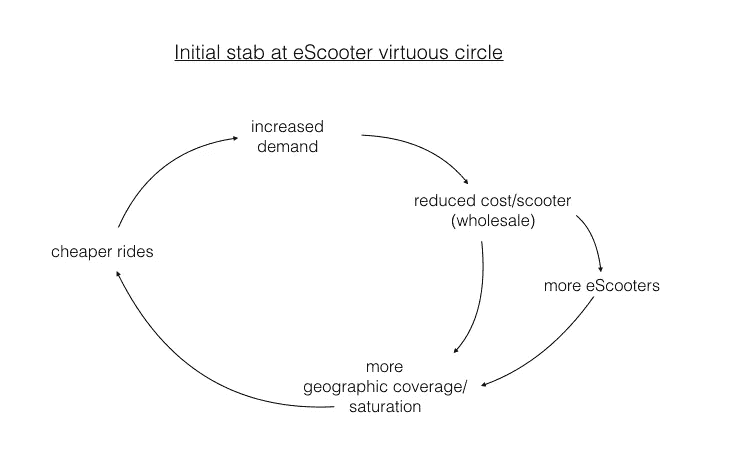 Initial stab at eScooter virtuous circle
increased
demand
reduced cost/scooter
(wholesale)
cheaper rides
more eScooters
more
geographic coverage/
saturation